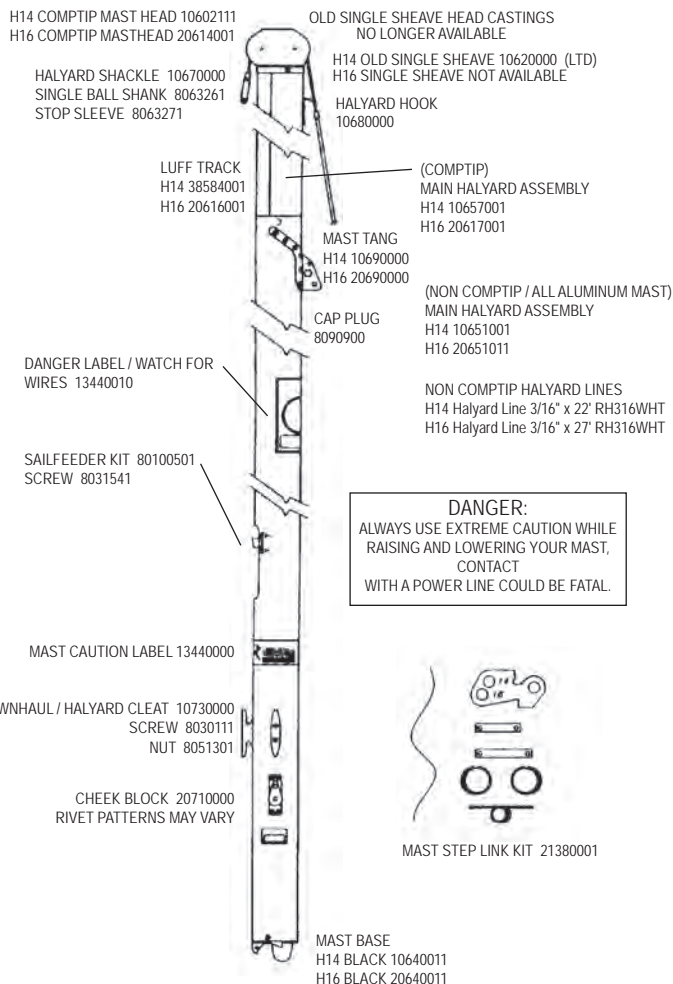 H14 COMPTIP MAST HEAD 10602111
H16 COMPTIP MASTHEAD 20614001
OLD SINGLE SHEAVE HEAD CASTINGS
NO LONGER AVAILABLE
H14 OLD SINGLE SHEAVE 10620000 (LTD)
H16 SINGLE SHEAVE NOT AVAILABLE
HALYARD SHACKLE 10670000
SINGLE BALL SHANK 8063261
STOP SLEEVE 8063271
HALYARD HOOK
10680000
LUFF TRACK
H14 38584001
H16 20616001
(COMPTIP)
MAIN HALYARD ASSEMBLY
H14 10657001
H16 20617001
MAST TANG
H14 10690000
H16 20690000
(NON COMPTIP / ALL ALUMINUM MAST)
MAIN HALYARD ASSEMBLY
H14 10651001
H16 20651011
CAP PLUG
8090900
DANGER LABEL / WATCH FOR
WIRES 13440010
NON COMPTIP HALYARD LINES
H14 Halyard Line 3/16" x 22' RH316WHT
H16 Halyard Line 3/16" x 27' RH316WHT
SAILFEEDER KIT 80100501
SCREW 8031541
DANGER:
ALWAYS USE EXTREME CAUTION WHILE
RAISING AND LOWERING YOUR MAST,
CONTACT
WITH A POWER LINE COULD BE FATAL.
MAST CAUTION LABEL 13440000
WNHAUL / HALYARD CLEAT 10730000
SCREW 8030111
NUT 8051301
14
16
CHEEK BLOCK 20710000
RIVET PATTERNS MAY VARY
MAST STEP LINK KIT 21380001
MAST BASE
H14 BLACK 10640011
H16 BLACK 20640011